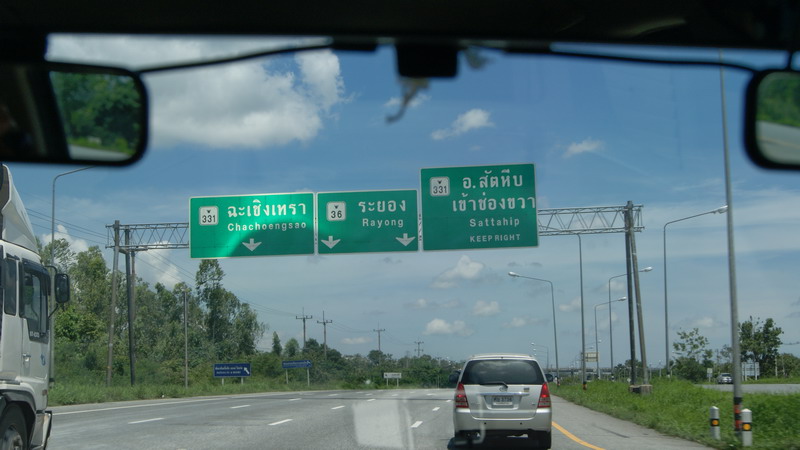 331
ฉะเชิงเทรา
Chachoengsao
36
ระยอง
Rayong
331
อ.สัตหีบ
เข้าช่องขวา
Sattahip
KEEP RIGHT